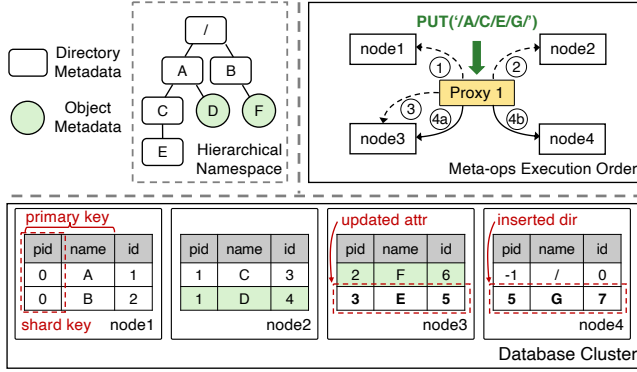 Directory
Metadata
Object
Metadata
/
A
B
C
D
F
E
Hierarchical
Namespace
PUT('/A/C/E/G/')
node1
node2
1
2
Proxy 1
3
4a
4b
node3
node4
Meta-ops Execution Order
primary key
pid name id
0 A 1
0 B 2
shard key
node1
pid name id
1 C 3
1 D 4
node2
updated attr
pid name id
2 F 6
3 E 5
node3
inserted dir
pid name id
-1 / 0
5 G 7
node4
Database Cluster